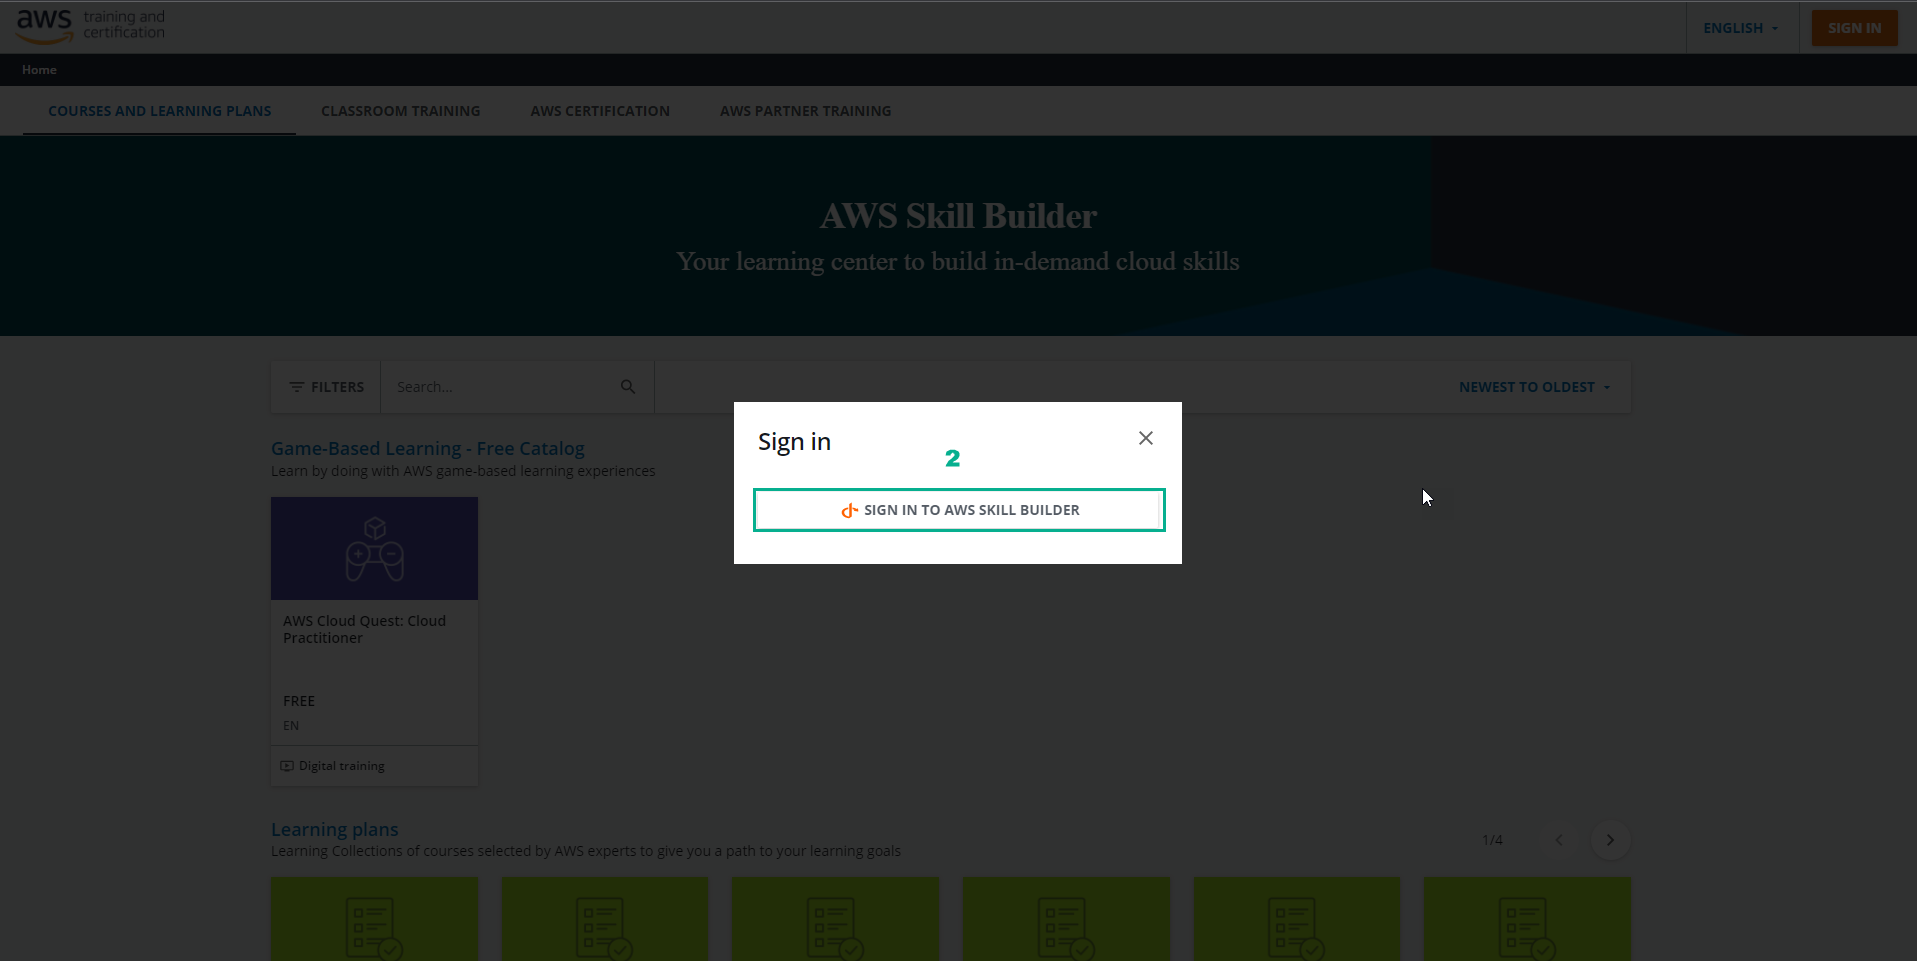 aws training and
certification
ENGLISH
SIGN IN
Home
COURSES AND LEARNING PLANS
CLASSROOM TRAINING
AWS CERTIFICATION
AWS PARTNER TRAINING
AWS Skill Builder
Your learning center to build in-demand cloud skills
FILTERS
Search...
NEWEST TO OLDEST
Sign in
2
SIGN IN TO AWS SKILL BUILDER
Game-Based Learning - Free Catalog
Learn by doing with AWS game-based learning experiences
AWS Cloud Quest: Cloud
Practitioner
FREE
EN
Digital training
Learning plans
Learning Collections of courses selected by AWS experts to give you a path to your learning goals
1/4